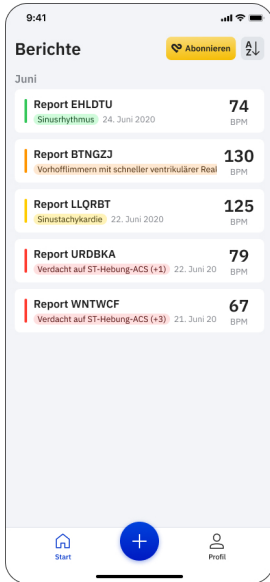 9:41
Berichte
Abonnieren
A
Z
Juni
Report EHLDTU
74
Sinusrhythmus 24. Juni 2020
BPM
Report BTNGZJ
130
Vorhofflimmern mit schneller ventrikulärer Real
BPM
Report LLQRBT
125
Sinustachykardie 22. Juni 2020
BPM
Report URDBKA
79
Verdacht auf ST-Hebung-ACS (+1) 22. Juni 20
BPM
Report WNTWCF
67
Verdacht auf ST-Hebung-ACS (+3) 21. Juni 20
BPM
Start
Profil